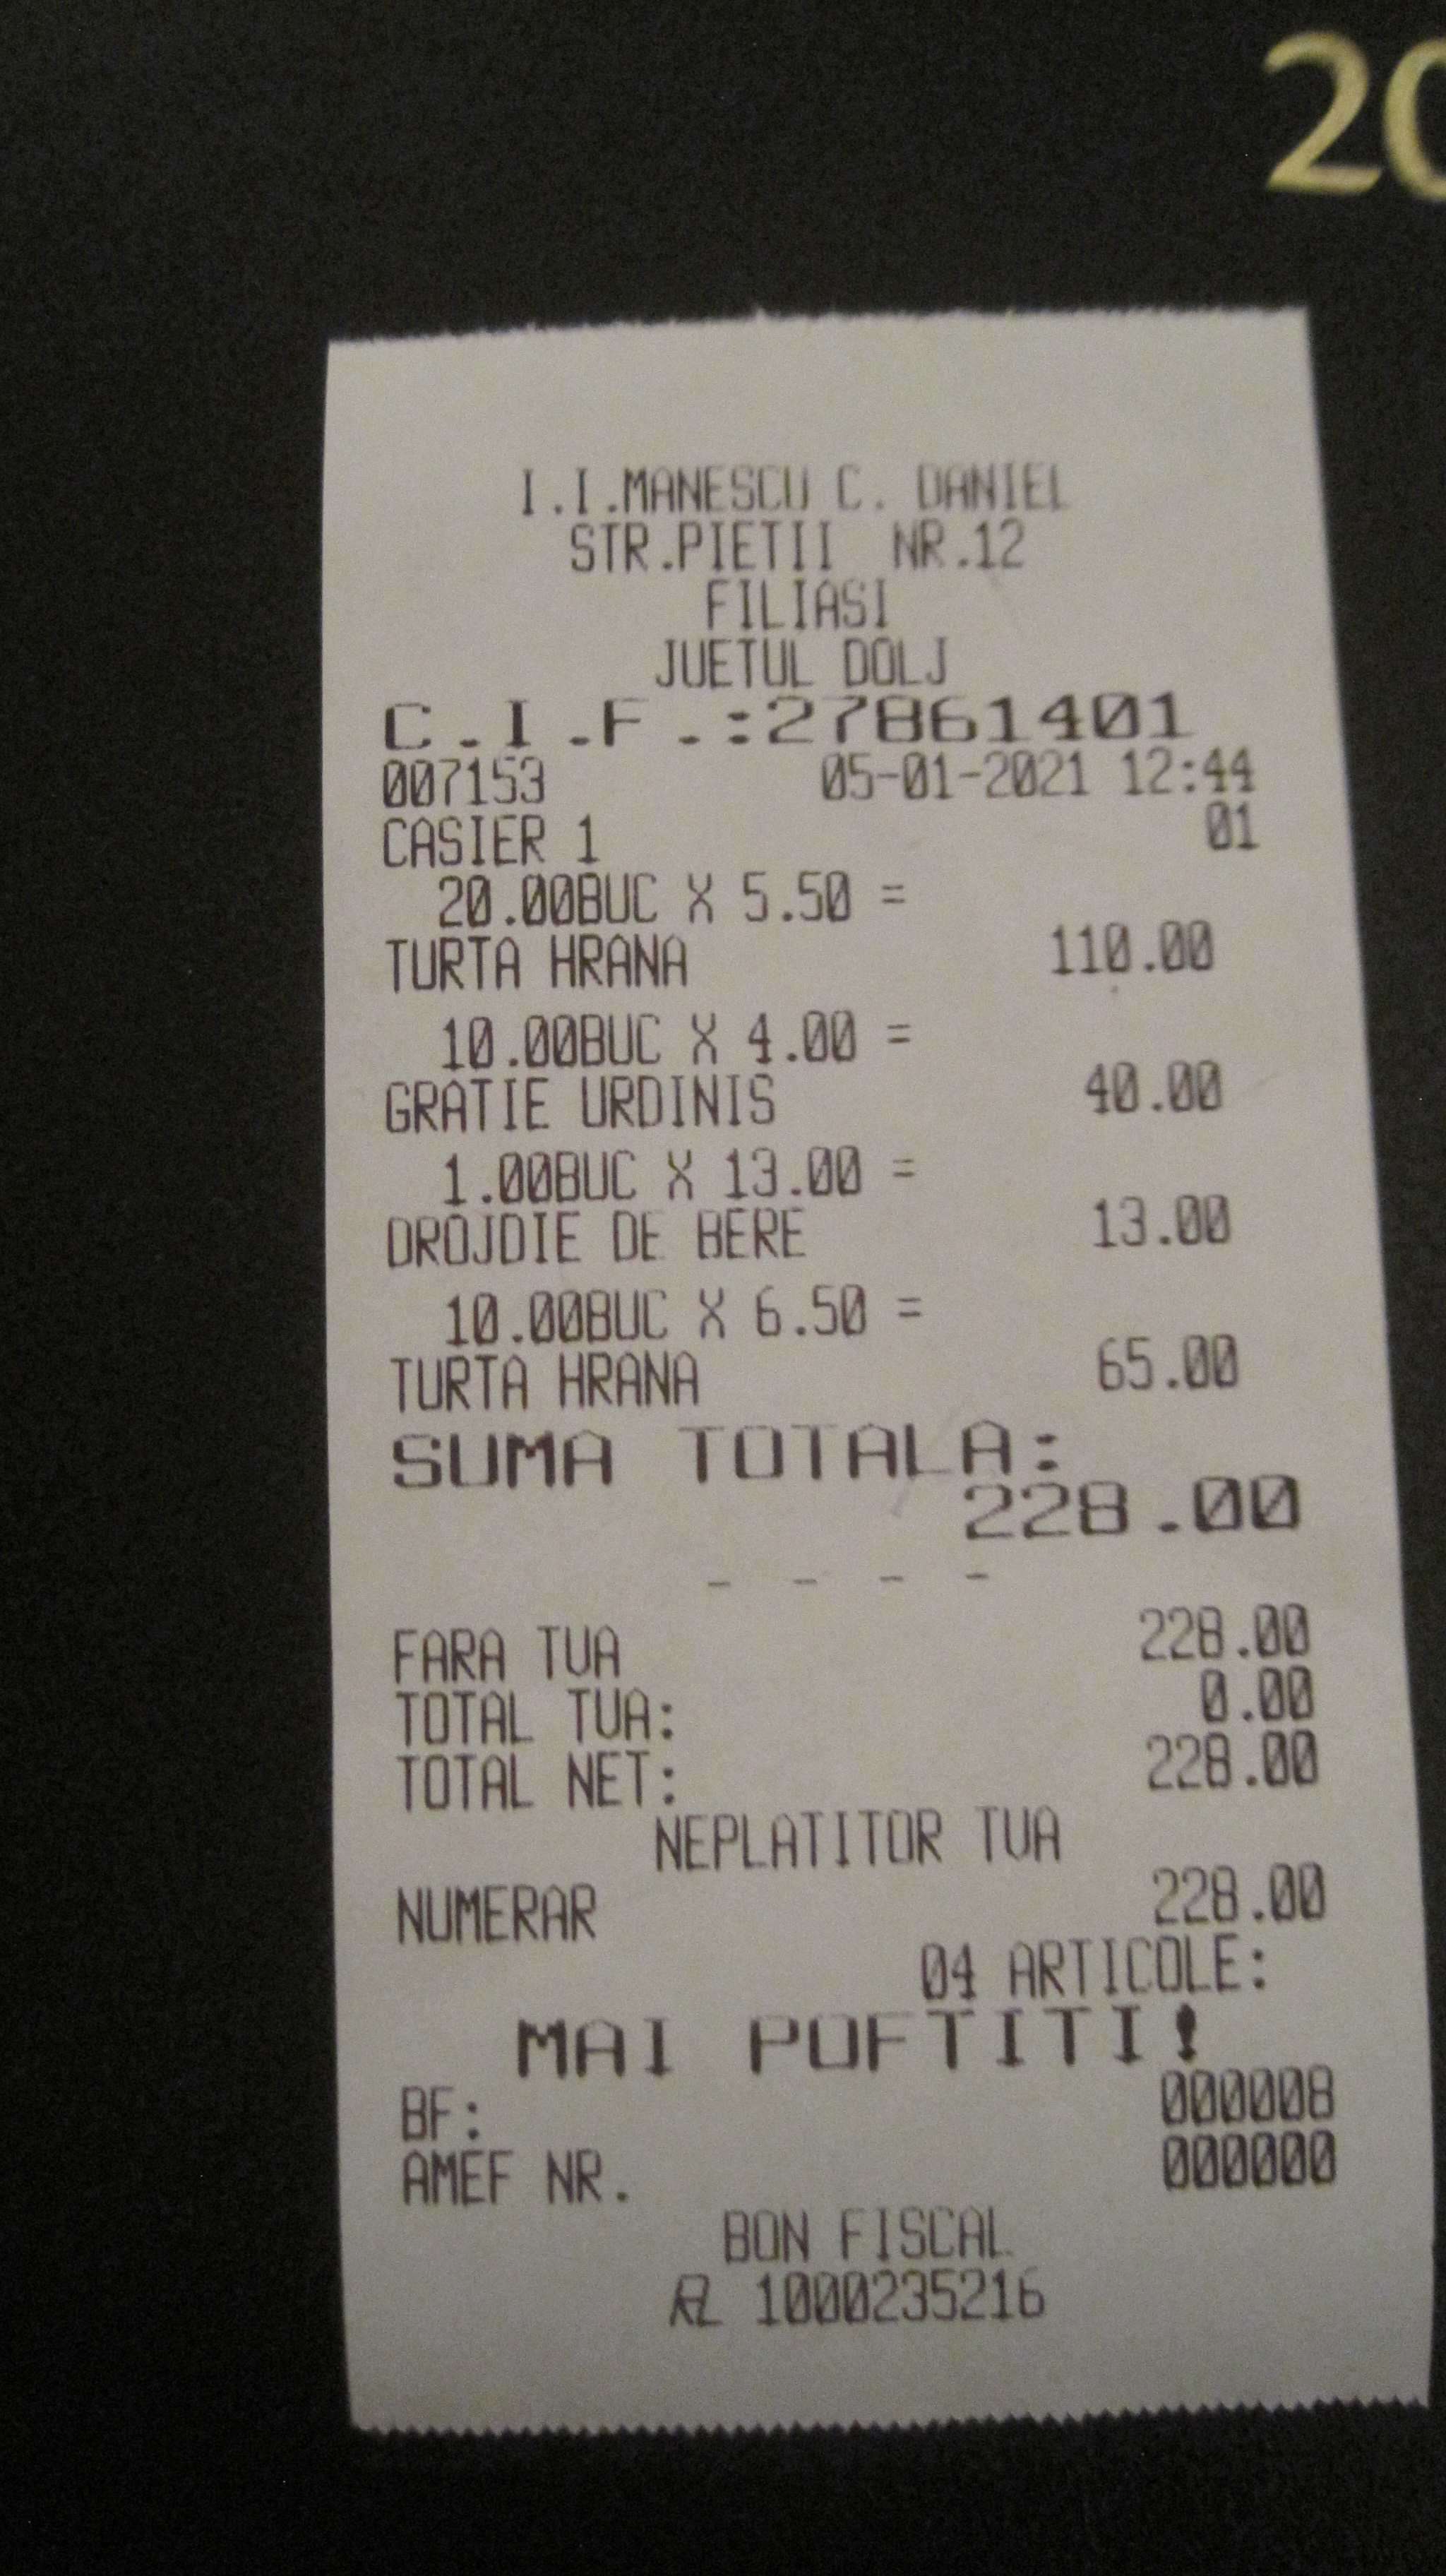 20
I.I.MANESCU C. DANIEL
STR.PIETII NR.12
FILIASI
JUETUL DOLJ
C.I.F.:27861401
007153 05-01-2021 12:44
CASIER 1 01
20.00BUC X 5.50 =
TURTA HRANA 110.00
10.00BUC X 4.00 =
GRATIE URDINIS 40.00
1.00BUC X 13.00 =
DROJDIE DE BERE 13.00
10.00BUC X 6.50 =
TURTA HRANA 65.00
SUMA TOTALA:
228.00
- - - -
FARA TVA 228.00
TOTAL TVA: 0.00
TOTAL NET: 228.00
NEPLATITOR TVA
NUMERAR 228.00
04 ARTICOLE:
MAI POFTITI!
BF: 000008
AMEF NR. 000000
BON FISCAL
1000235216